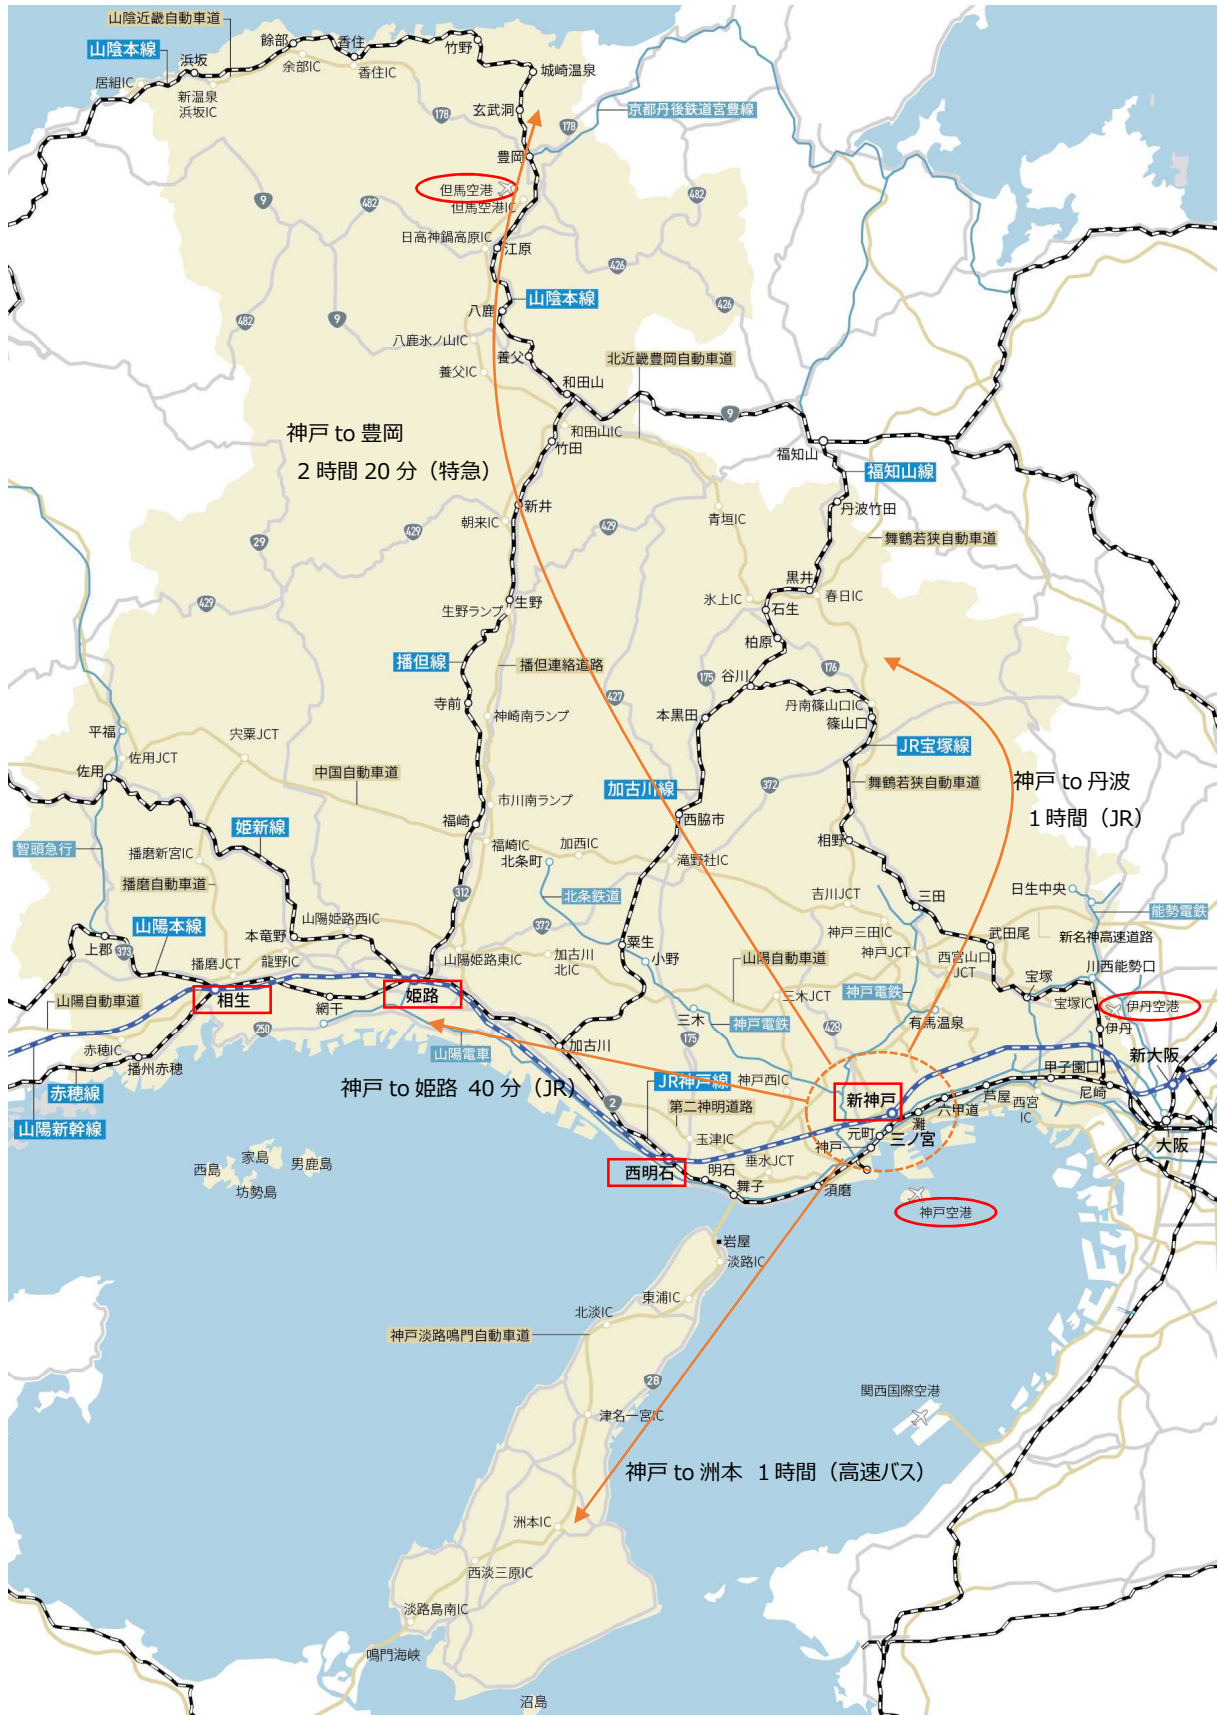 山陰近畿自動車道
山陰本線
浜坂
居組IC
新温泉
浜坂IC
餘部
余部IC
香住
香住IC
竹野
城崎温泉
玄武洞
京都丹後鉄道宮豊線
178
178
豊岡
但馬空港
但馬空港IC
482
9
482
日高神鍋高原IC
江原
426
山陰本線
426
八鹿
482
9
八鹿氷ノ山IC
養父
北近畿豊岡自動車道
養父IC
和田山
9
和田山IC
神戸 to 豊岡
2 時間 20 分（特急）
竹田
福知山
福知山線
新井
朝来IC
青垣IC
丹波竹田
429
429
29
舞鶴若狭自動車道
黒井
氷上IC
春日IC
石生
429
生野ランプ
生野
柏原
播但線
播但連絡道路
176
175
谷川
427
寺前
神崎南ランプ
本黒田
丹南篠山口IC
篠山口
平福
佐用JCT
宍粟JCT
JR宝塚線
佐用
中国自動車道
加古川線
372
舞鶴若狭自動車道
神戸 to 丹波
1 時間（JR）
市川南ランプ
西脇市
姫新線
福崎
相野
智頭急行
播磨新宮IC
福崎IC
加西IC
北条町
滝野社IC
播磨自動車道
312
北条鉄道
吉川JCT
三田
日生中央
能勢電鉄
山陽本線
山陽姫路西IC
372
上郡
373
本竜野
粟生
神戸三田IC
武田尾
新名神高速道路
播磨JCT
龍野IC
山陽姫路東IC
加古川
北IC
小野
山陽自動車道
神戸JCT
西宮山口
JCT
宝塚
川西能勢口
山陽自動車道
相生
姫路
網干
三木JCT
神戸電鉄
宝塚IC
伊丹空港
三木
神戸電鉄
有馬温泉
伊丹
250
428
175
赤穂IC
播州赤穂
山陽電車
加古川
新大阪
赤穂線
山陽新幹線
神戸 to 姫路 40 分（JR）
JR神戸線
神戸西IC
甲子園口
尼崎
芦屋
西宮
IC
2
第二神明道路
新神戸
六甲道
灘
玉津IC
元町
三ノ宮
神戸
大阪
西島
家島
男鹿島
坊勢島
西明石
明石
垂水JCT
舞子
須磨
神戸空港
岩屋
淡路IC
東浦IC
北淡IC
神戸淡路鳴門自動車道
28
関西国際空港
津名一宮IC
神戸 to 洲本 1 時間（高速バス）
洲本IC
西淡三原IC
淡路島南IC
鳴門海峡
沼島